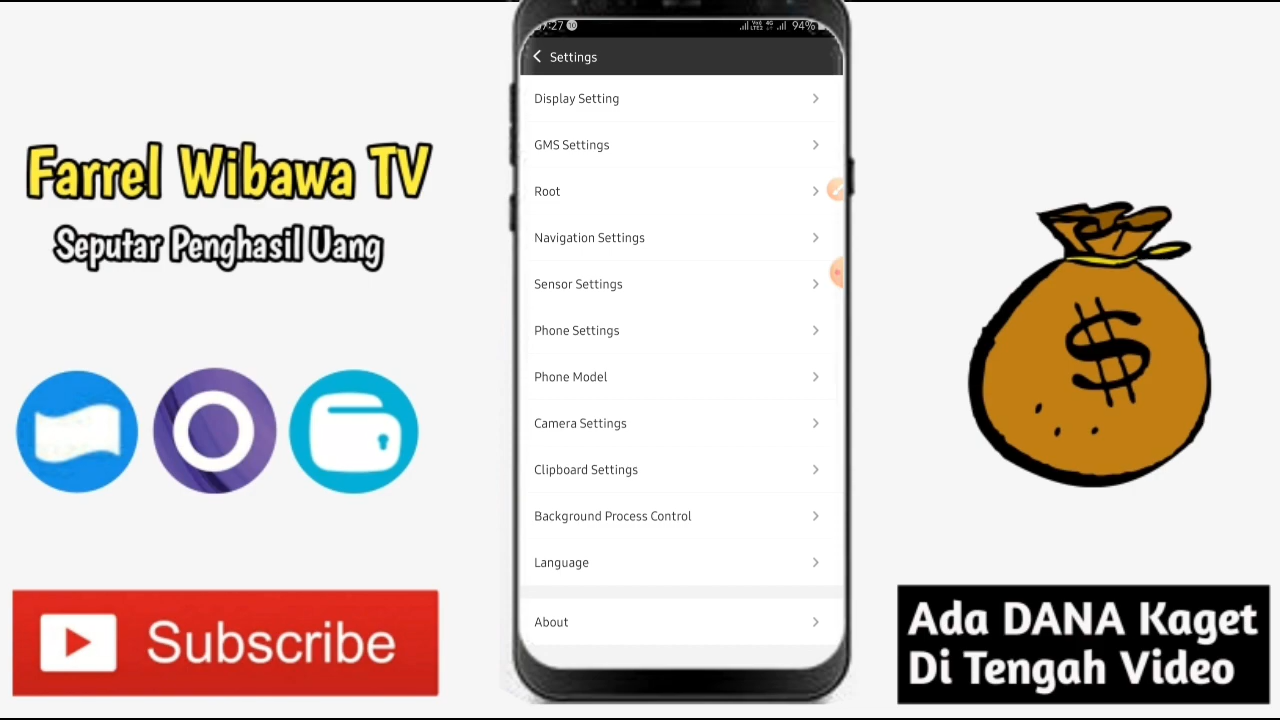 Farrel Wibawa TV
Seputar Penghasil Uang
Subscribe
94%
Settings
Display Setting
GMS Settings
Root
Navigation Settings
Sensor Settings
Phone Settings
Phone Model
Camera Settings
Clipboard Settings
Background Process Control
Language
About
$
Ada DANA Kaget
Di Tengah Video